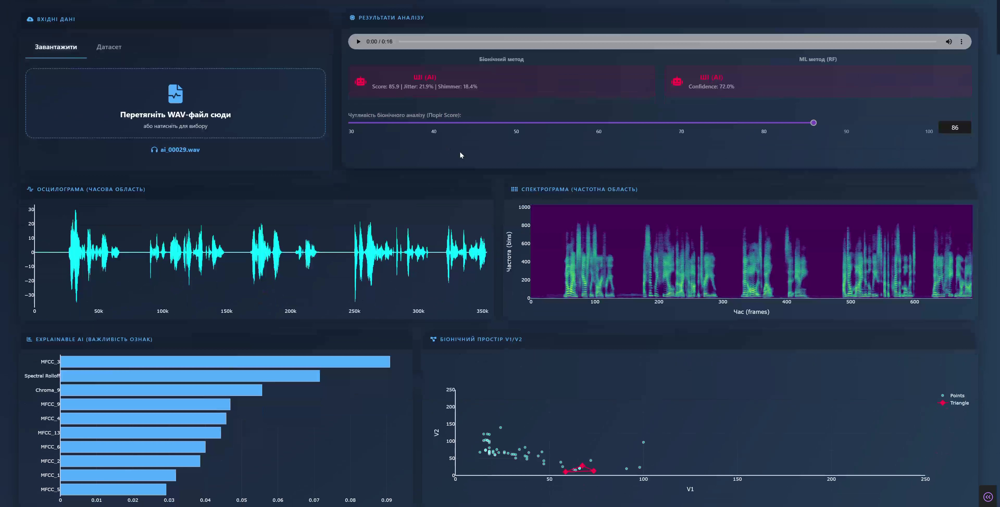 ВХІДНІ ДАНІ
Завантажити
Датасет
Перетягніть WAV-файл сюди
або натисніть для вибору
ai_00029.wav
РЕЗУЛЬТАТИ АНАЛІЗУ
0:00 / 0:16
Біонічний метод
ML метод (RF)
ШІ (AI)
Score: 85.9 | Jitter: 21.9% | Shimmer: 18.4%
ШІ (AI)
Confidence: 72.0%
Чутливість біонічного аналізу (Поріг Score):
30 40 50 60 70 80 90 100
86
ОСЦИЛОГРАМА (ЧАСОВА ОБЛАСТЬ)
30
20
10
0
−10
−20
−30
0 50k 100k 150k 200k 250k 300k 350k
СПЕКТРОГРАМА (ЧАСТОТНА ОБЛАСТЬ)
Частота (bins)
1000
800
600
400
200
0
0 100 200 300 400 500 600
Час (frames)
EXPLAINABLE AI (ВАЖЛИВІСТЬ ОЗНАК)
MFCC_3
Spectral Rolloff
Chroma_9
MFCC_9
MFCC_4
MFCC_13
MFCC_6
MFCC_2
MFCC_1
MFCC_5
0 0.01 0.02 0.03 0.04 0.05 0.06 0.07 0.08 0.09
БІОНІЧНИЙ ПРОСТІР V1/V2
V2
250
200
150
100
50
0
0 50 100 150 200 250
V1
Points
Triangle